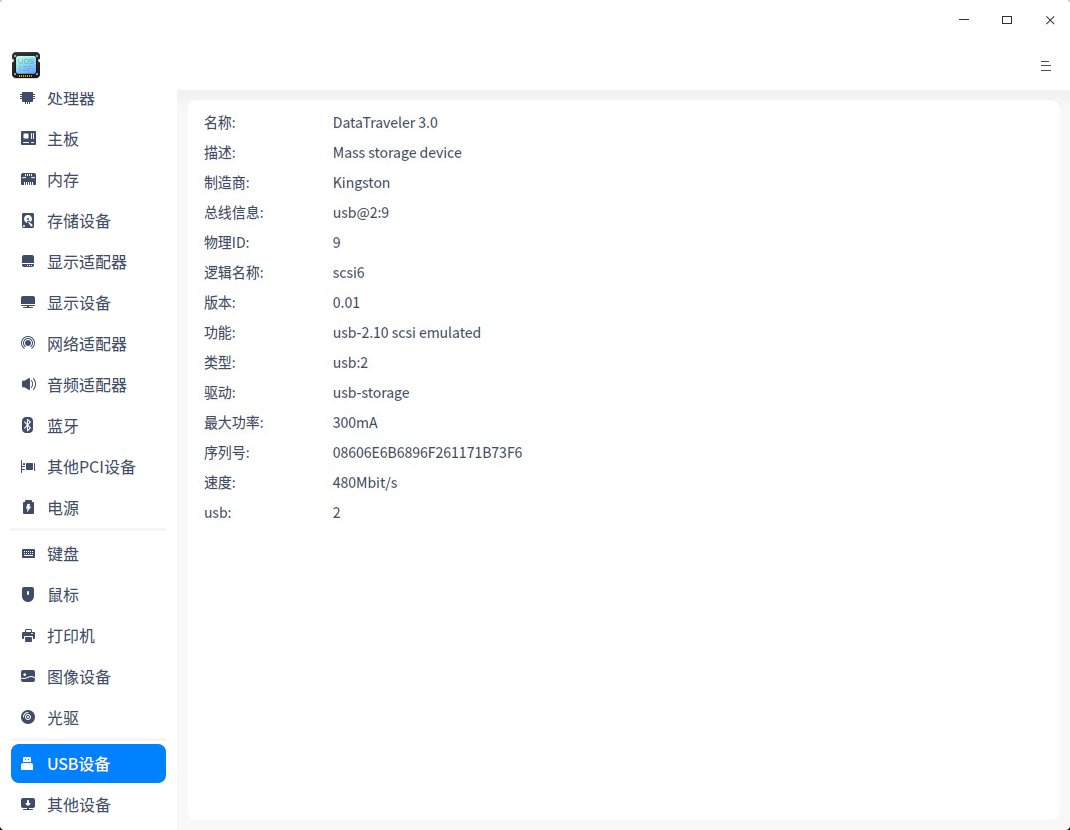 处理器
主板
内存
存储设备
显示适配器
显示设备
网络适配器
音频适配器
蓝牙
其他PCI设备
电源
键盘
鼠标
打印机
图像设备
光驱
USB设备
其他设备
名称: DataTraveler 3.0
描述: Mass storage device
制造商: Kingston
总线信息: usb@2:9
物理ID: 9
逻辑名称: scsi6
版本: 0.01
功能: usb-2.10 scsi emulated
类型: usb:2
驱动: usb-storage
最大功率: 300mA
序列号: 08606E6B6896F261171B73F6
速度: 480Mbit/s
usb: 2